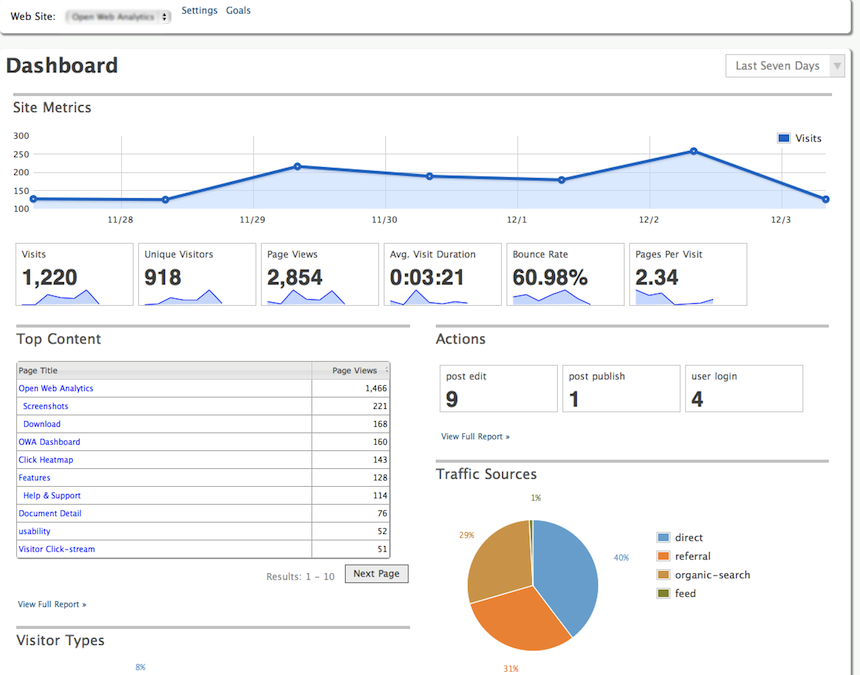 Web Site: Open Web Analytics Settings Goals
Dashboard
Last Seven Days
Site Metrics
300
250
200
150
100
Visits
11/28 11/29 11/30 12/1 12/2 12/3
Visits
1,220
Unique Visitors
918
Page Views
2,854
Avg. Visit Duration
0:03:21
Bounce Rate
60.98%
Pages Per Visit
2.34
Top Content
Page Title Page Views
Open Web Analytics 1,466
Screenshots 221
Download 168
OWA Dashboard 160
Click Heatmap 143
Features 128
Help & Support 114
Document Detail 76
usability 52
Visitor Click-stream 51
Results: 1 - 10 Next Page
View Full Report »
Visitor Types
8%
Actions
post edit
9
post publish
1
user login
4
View Full Report »
Traffic Sources
1%
29%
40%
31%
direct
referral
organic-search
feed